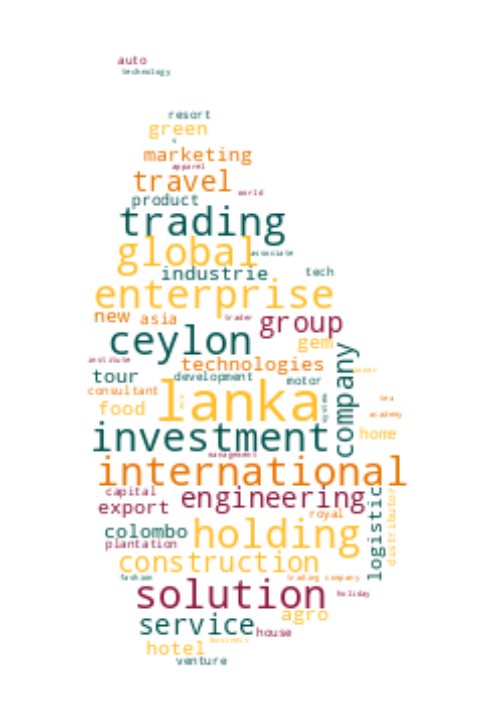 auto
technology
resort
green
s
marketing
apparel
travel
world
product
trading
global
associate
industrie
tech
enterprise
new
asia
trader
group
ceylon
gem
institute
technologies
company
tour
development
motor
consultant
lanka
system
tea
food
academy
investment
home
management
international
capital
engineering
export
royal
logistic
distributor
colombo
holding
plantation
construction
fashion
trading company
solution
holiday
agro
service
house
business
hotel
venture